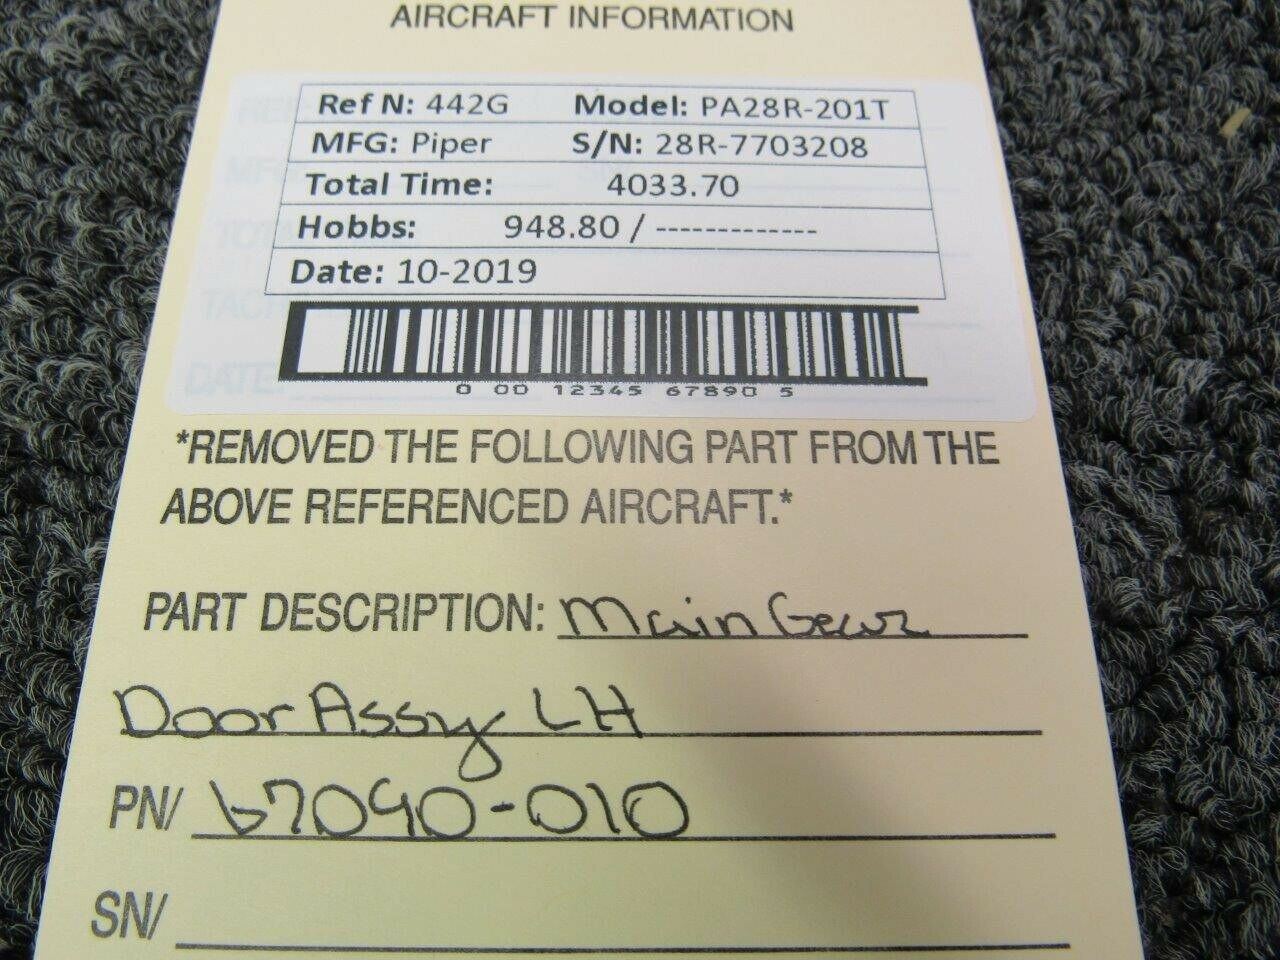 AIRCRAFT INFORMATION
Ref N: 442G Model: PA28R-201T
MFG: Piper S/N: 28R-7703208
Total Time: 4033.70
Hobbs: 948.80 / -------------
Date: 10-2019
0 00 12345 67890 5
*REMOVED THE FOLLOWING PART FROM THE
ABOVE REFERENCED AIRCRAFT.*
PART DESCRIPTION: Main Gear
Door Assy LH
PN/ 67040-010
SN/